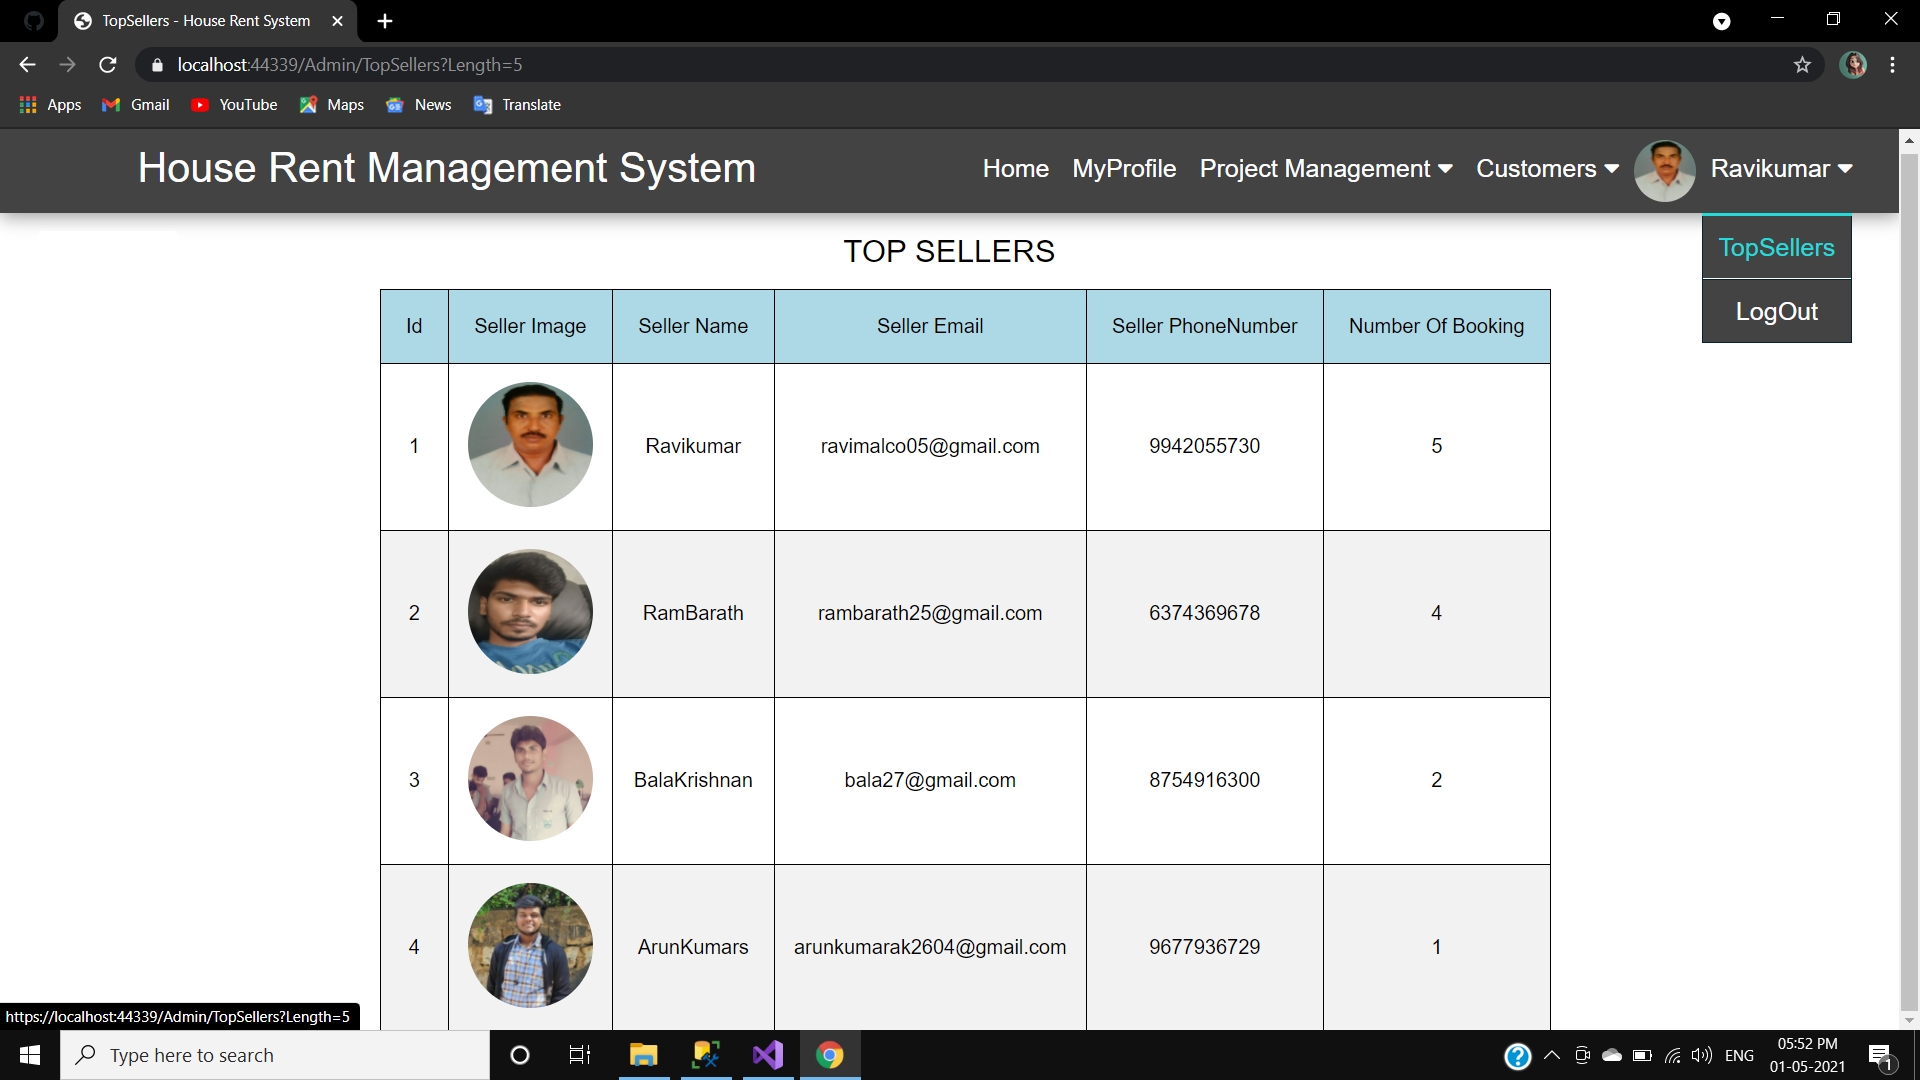 TopSellers - House Rent System
localhost:44339/Admin/TopSellers?Length=5
Apps Gmail YouTube Maps News Translate
House Rent Management System Home MyProfile Project Management Customers Ravikumar
TopSellers
LogOut
TOP SELLERS
Id Seller Image Seller Name Seller Email Seller PhoneNumber Number Of Booking
1 Ravikumar ravimalco05@gmail.com 9942055730 5
2 RamBarath rambarath25@gmail.com 6374369678 4
3 BalaKrishnan bala27@gmail.com 8754916300 2
4 ArunKumars arunkumarak2604@gmail.com 9677936729 1
https://localhost:44339/Admin/TopSellers?Length=5
Type here to search
ENG
05:52 PM
01-05-2021
1